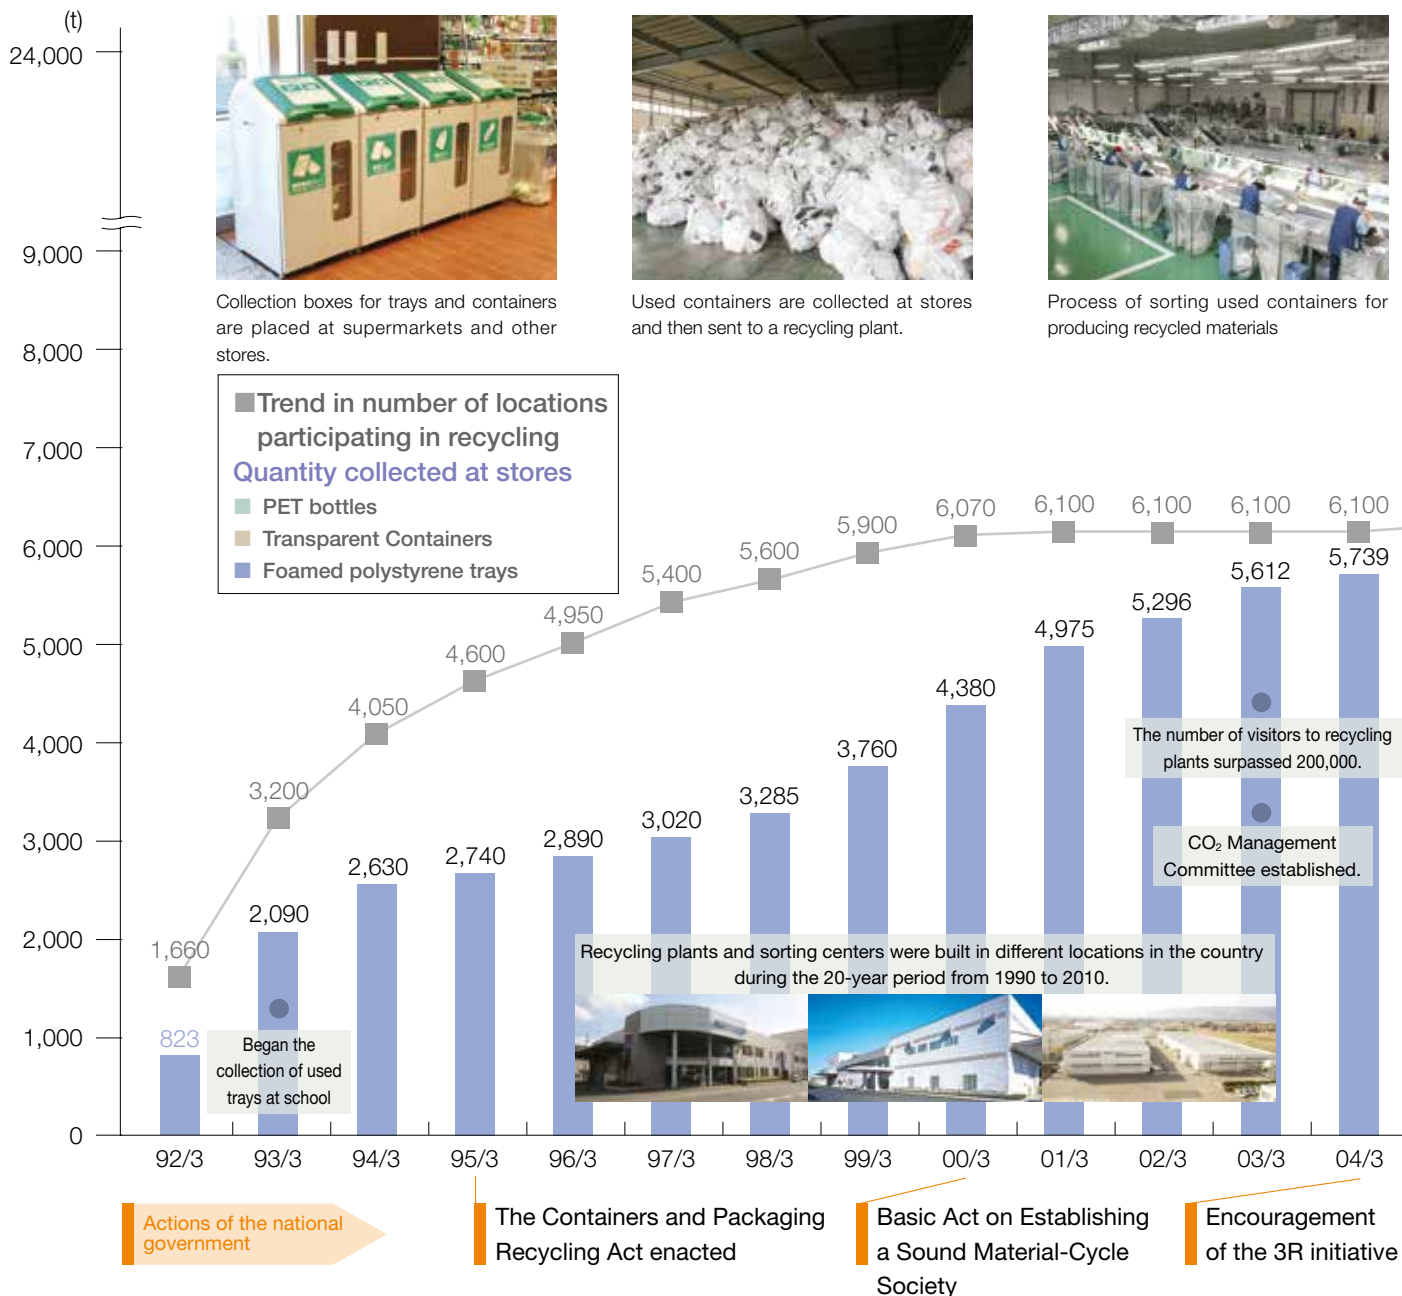 (t)
24,000
9,000
8,000
7,000
6,000
5,000
4,000
3,000
2,000
1,000
0
Collection boxes for trays and containers
are placed at supermarkets and other
stores.
Used containers are collected at stores
and then sent to a recycling plant.
Process of sorting used containers for
producing recycled materials
Trend in number of locations
participating in recycling
Quantity collected at stores
PET bottles
Transparent Containers
Foamed polystyrene trays
1,660
3,200
4,050
4,600
4,950
5,400
5,600
5,900
6,070
6,100
6,100
6,100
6,100
823
2,090
2,630
2,740
2,890
3,020
3,285
3,760
4,380
4,975
5,296
5,612
5,739
The number of visitors to recycling
plants surpassed 200,000.
CO₂ Management
Committee established.
Recycling plants and sorting centers were built in different locations in the country
during the 20-year period from 1990 to 2010.
Began the
collection of used
trays at school
92/3
93/3
94/3
95/3
96/3
97/3
98/3
99/3
00/3
01/3
02/3
03/3
04/3
Actions of the national
government
The Containers and Packaging
Recycling Act enacted
Basic Act on Establishing
a Sound Material-Cycle
Society
Encouragement
of the 3R initiative